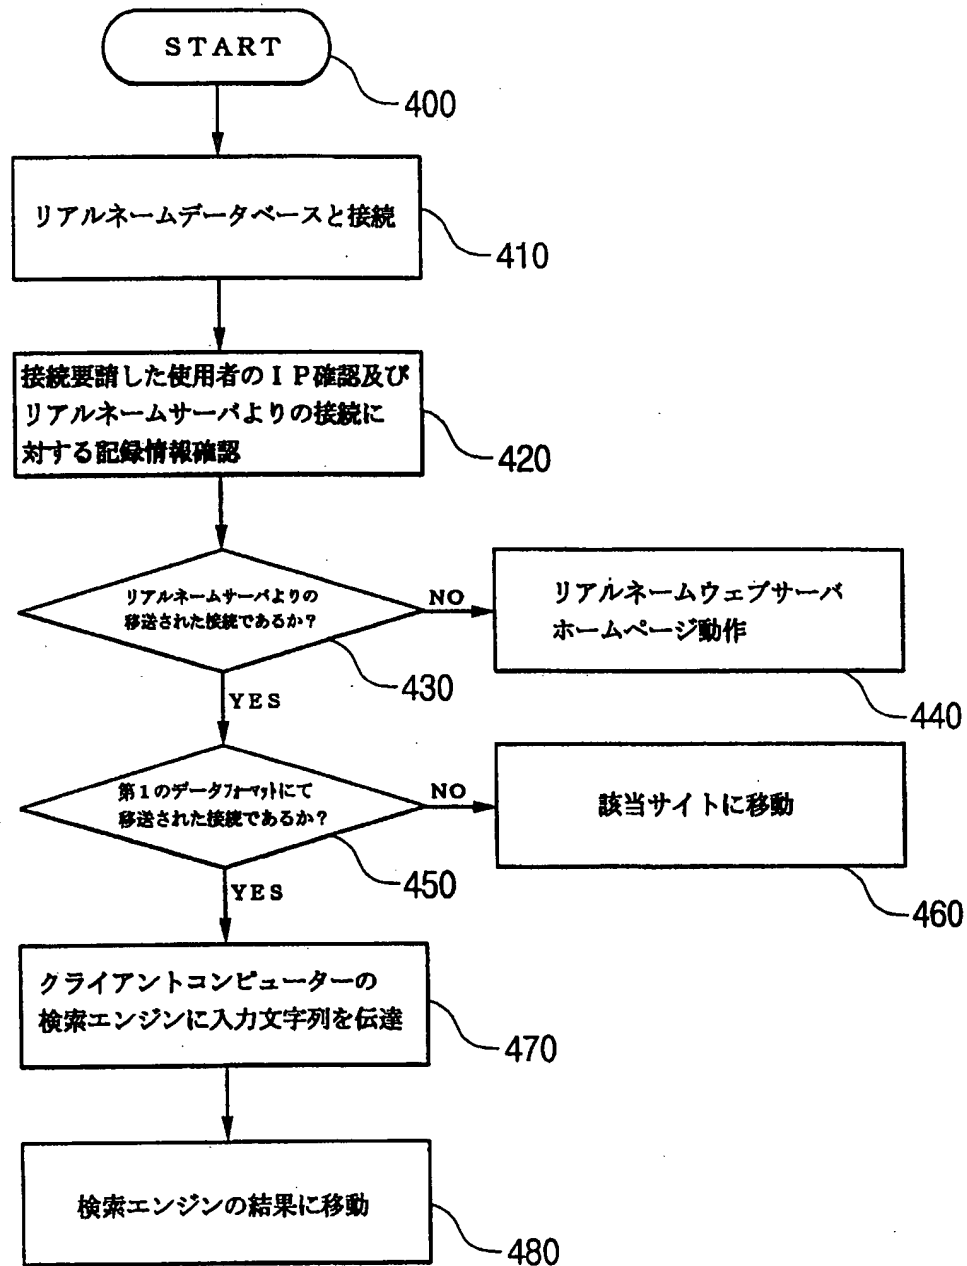 START
400
リアルネームデータベースと接続
410
接続要請した使用者のIP確認及び
リアルネームサーバよりの接続に
対する記録情報確認
420
リアルネームサーバよりの
移送された接続であるか?
NO
リアルネームウェブサーバ
ホームページ動作
430
440
YES
第1のデータフォーマットにて
移送された接続であるか?
NO
該当サイトに移動
450
460
YES
クライアントコンピューターの
検索エンジンに入力文字列を伝達
470
検索エンジンの結果に移動
480